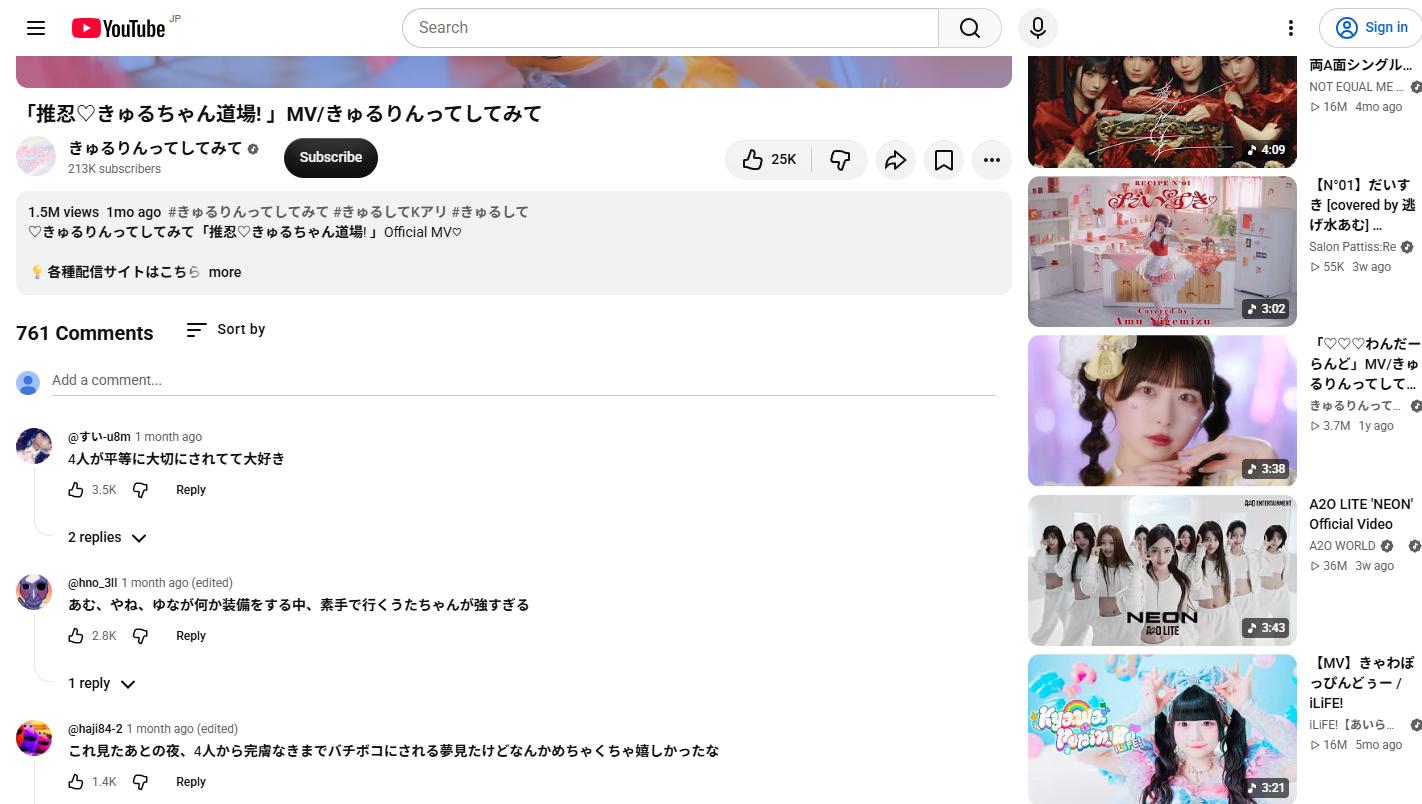 YouTube JP
Search
Sign in
「推忍♡きゅるちゃん道場! 」MV/きゅるりんってしてみて
きゅるりんってしてみて
213K subscribers
Subscribe
25K
1.5M views 1mo ago #きゅるりんってしてみて #きゅるしてKアリ #きゅるして
♡きゅるりんってしてみて「推忍♡きゅるちゃん道場! 」Official MV♡
💡各種配信サイトはこちら more
761 Comments
Sort by
Add a comment...
@すい-u8m 1 month ago
4人が平等に大切にされてて大好き
3.5K
Reply
2 replies
@hno_3ll 1 month ago (edited)
あむ、やね、ゆなが何か装備をする中、素手で行くうたちゃんが強すぎる
2.8K
Reply
1 reply
@haji84-2 1 month ago (edited)
これ見たあとの夜、4人から完膚なきまでバチボコにされる夢見たけどなんかめちゃくちゃ嬉しかったな
1.4K
Reply
4:09
両A面シングル...
NOT EQUAL ME ...
16M 4mo ago
RECIPE N°01
だいすき
Covered by
Amu Nigemizu
3:02
【N°01】だいす
き [covered by 逃
げ水あむ] ...
Salon Pattiss:Re
55K 3w ago
3:38
「♡♡♡わんだー
らんど」MV/きゅ
るりんってして...
きゅるりんって...
3.7M 1y ago
A2O ENTERTAINMENT
NEON
A2O LITE
3:43
A2O LITE 'NEON'
Official Video
A2O WORLD
36M 3w ago
iLiFE!
3:21
【MV】きゃわぽ
っぴんどぅー /
iLiFE!
iLiFE!【あいら...
16M 5mo ago